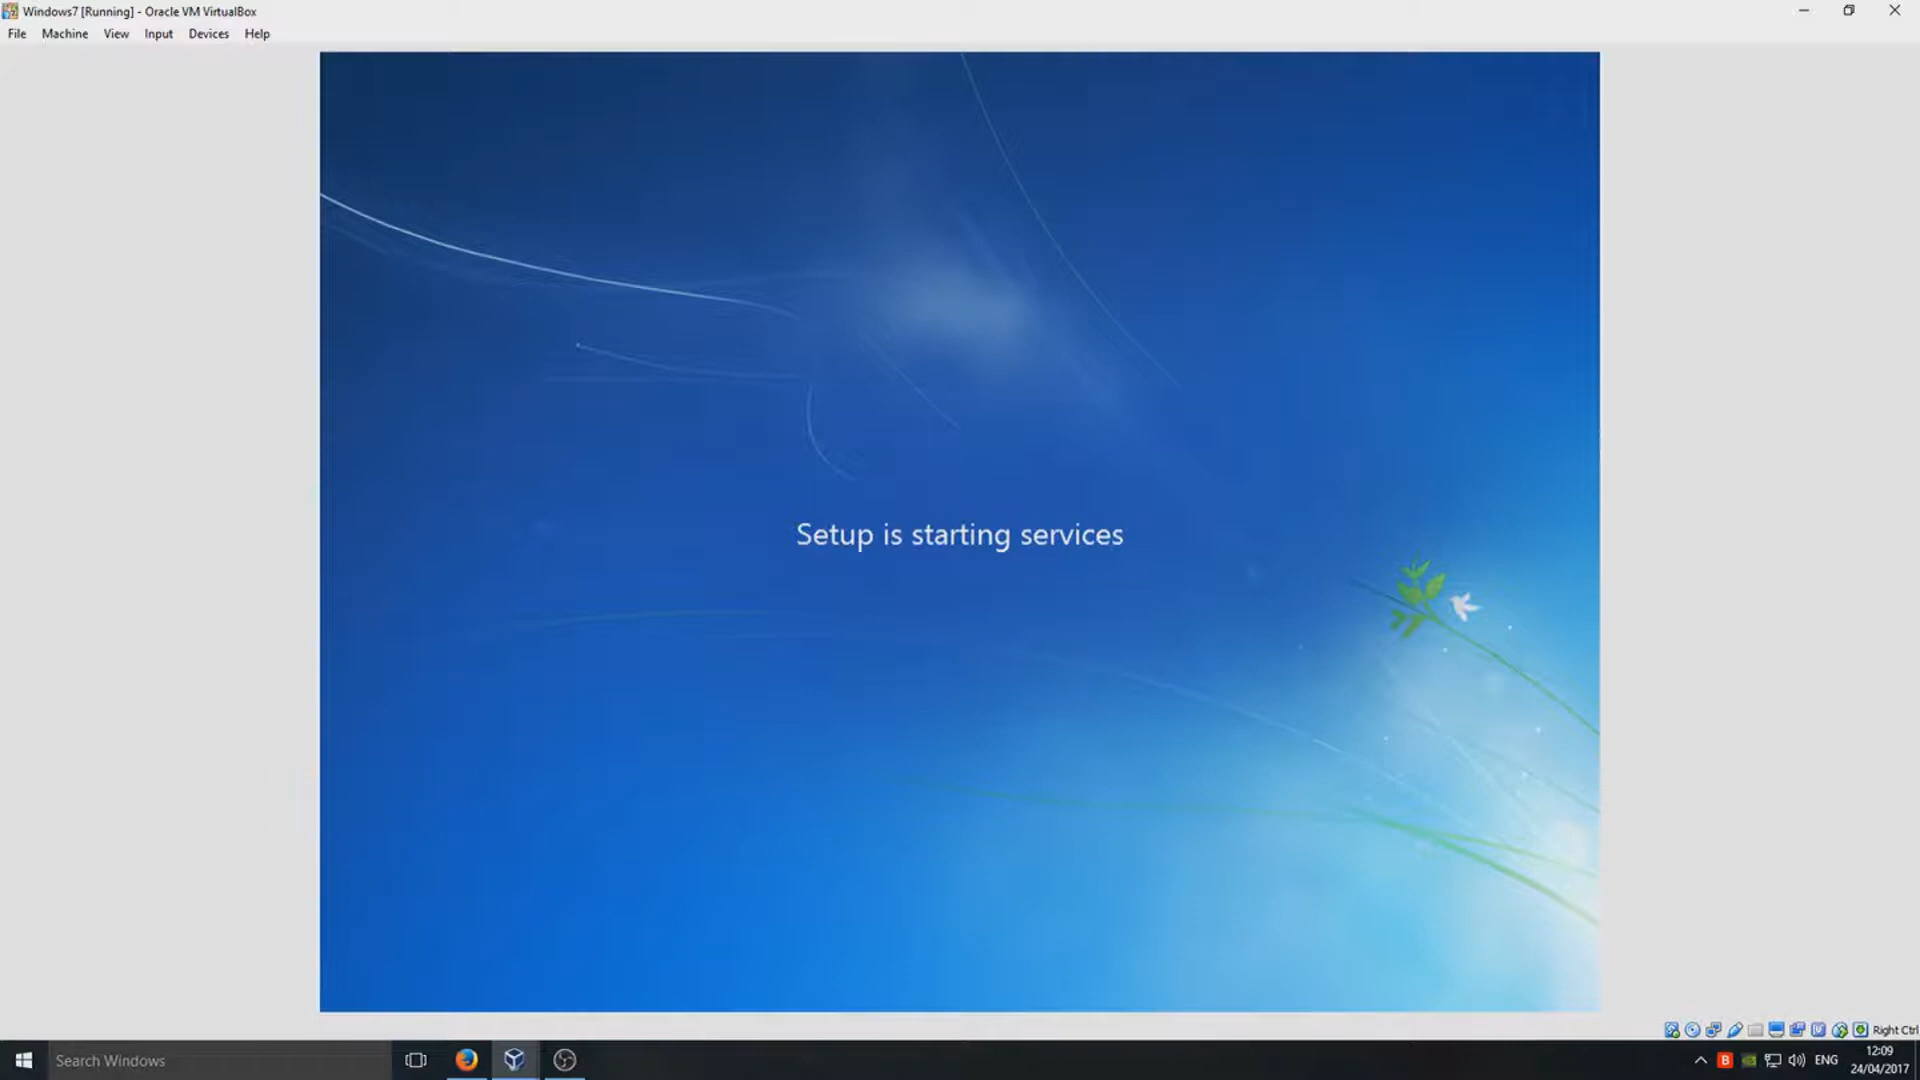 Windows7 [Running] - Oracle VM VirtualBox
File Machine View Input Devices Help
Setup is starting services
Right Ctrl
Search Windows
B
ENG
12:09
24/04/2017